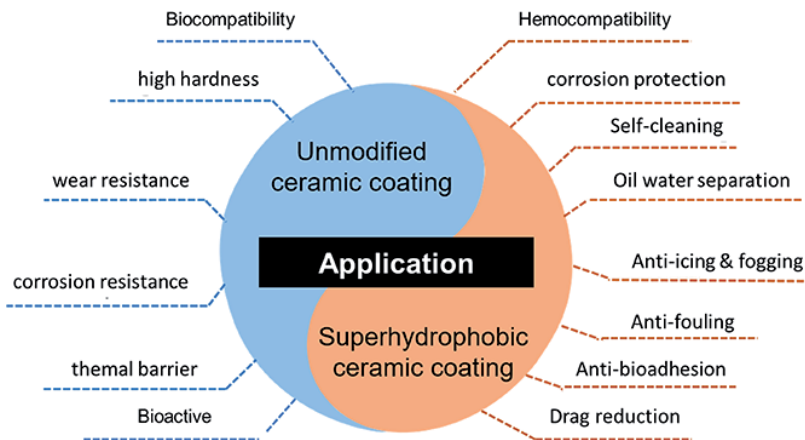 Biocompatibility
high hardness
wear resistance
corrosion resistance
themal barrier
Bioactive
Unmodified
ceramic coating
Application
Superhydrophobic
ceramic coating
Hemocompatibility
corrosion protection
Self-cleaning
Oil water separation
Anti-icing & fogging
Anti-fouling
Anti-bioadhesion
Drag reduction